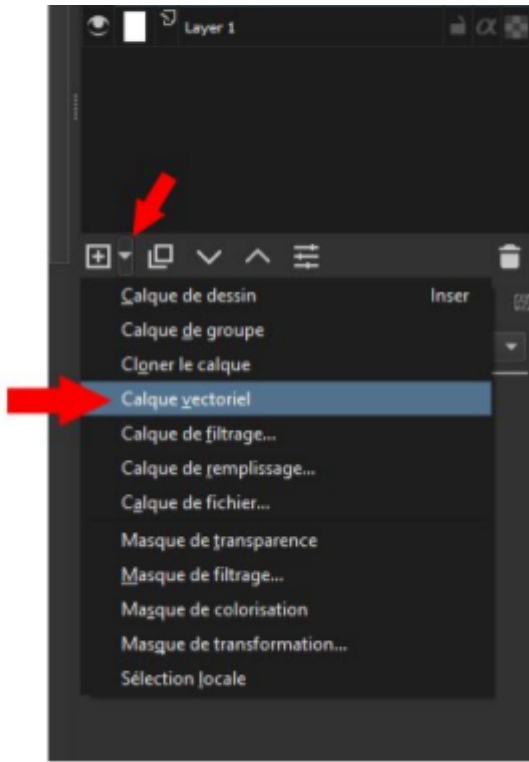 Layer 1
Calque de dessin Inser
Calque de groupe
Cloner le calque
Calque vectoriel
Calque de filtrage...
Calque de remplissage...
Calque de fichier...
Masque de transparence
Masque de filtrage...
Masque de colorisation
Masque de transformation...
Sélection locale